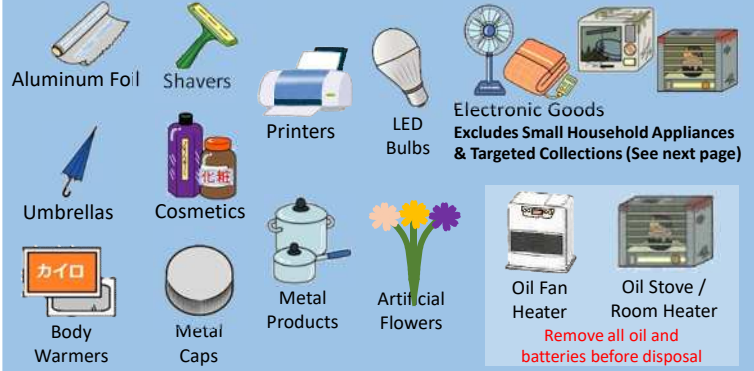 Aluminum Foil
Shavers
Printers
LED
Bulbs
Electronic Goods
Excludes Small Household Appliances
& Targeted Collections (See next page)
Umbrellas
化粧
Cosmetics
Metal
Products
Artificial
Flowers
カイロ
Body
Warmers
Metal
Caps
Oil Fan
Heater
Oil Stove /
Room Heater
Remove all oil and
batteries before disposal